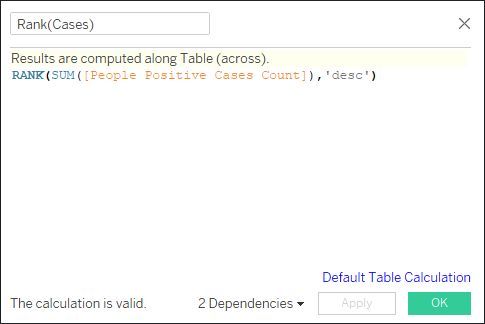 Rank(Cases)
Results are computed along Table (across).
RANK(SUM([People Positive Cases Count]),'desc')
Default Table Calculation
The calculation is valid.
2 Dependencies
Apply
OK